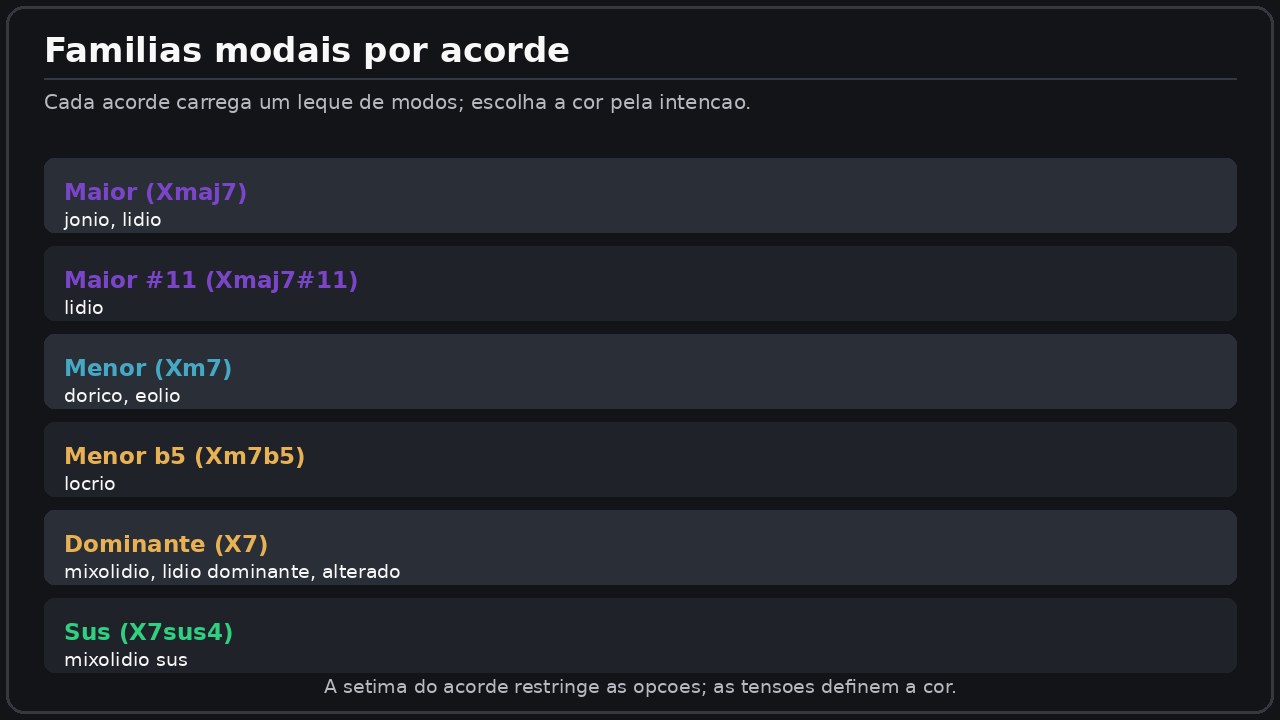 Familias modais por acorde
Cada acorde carrega um leque de modos; escolha a cor pela intencao.
Maior (Xmaj7)
jonio, lidio
Maior #11 (Xmaj7#11)
lidio
Menor (Xm7)
dorico, eolio
Menor b5 (Xm7b5)
locrio
Dominante (X7)
mixolidio, lidio dominante, alterado
Sus (X7sus4)
mixolidio sus
A setima do acorde restringe as opcoes; as tensoes definem a cor.